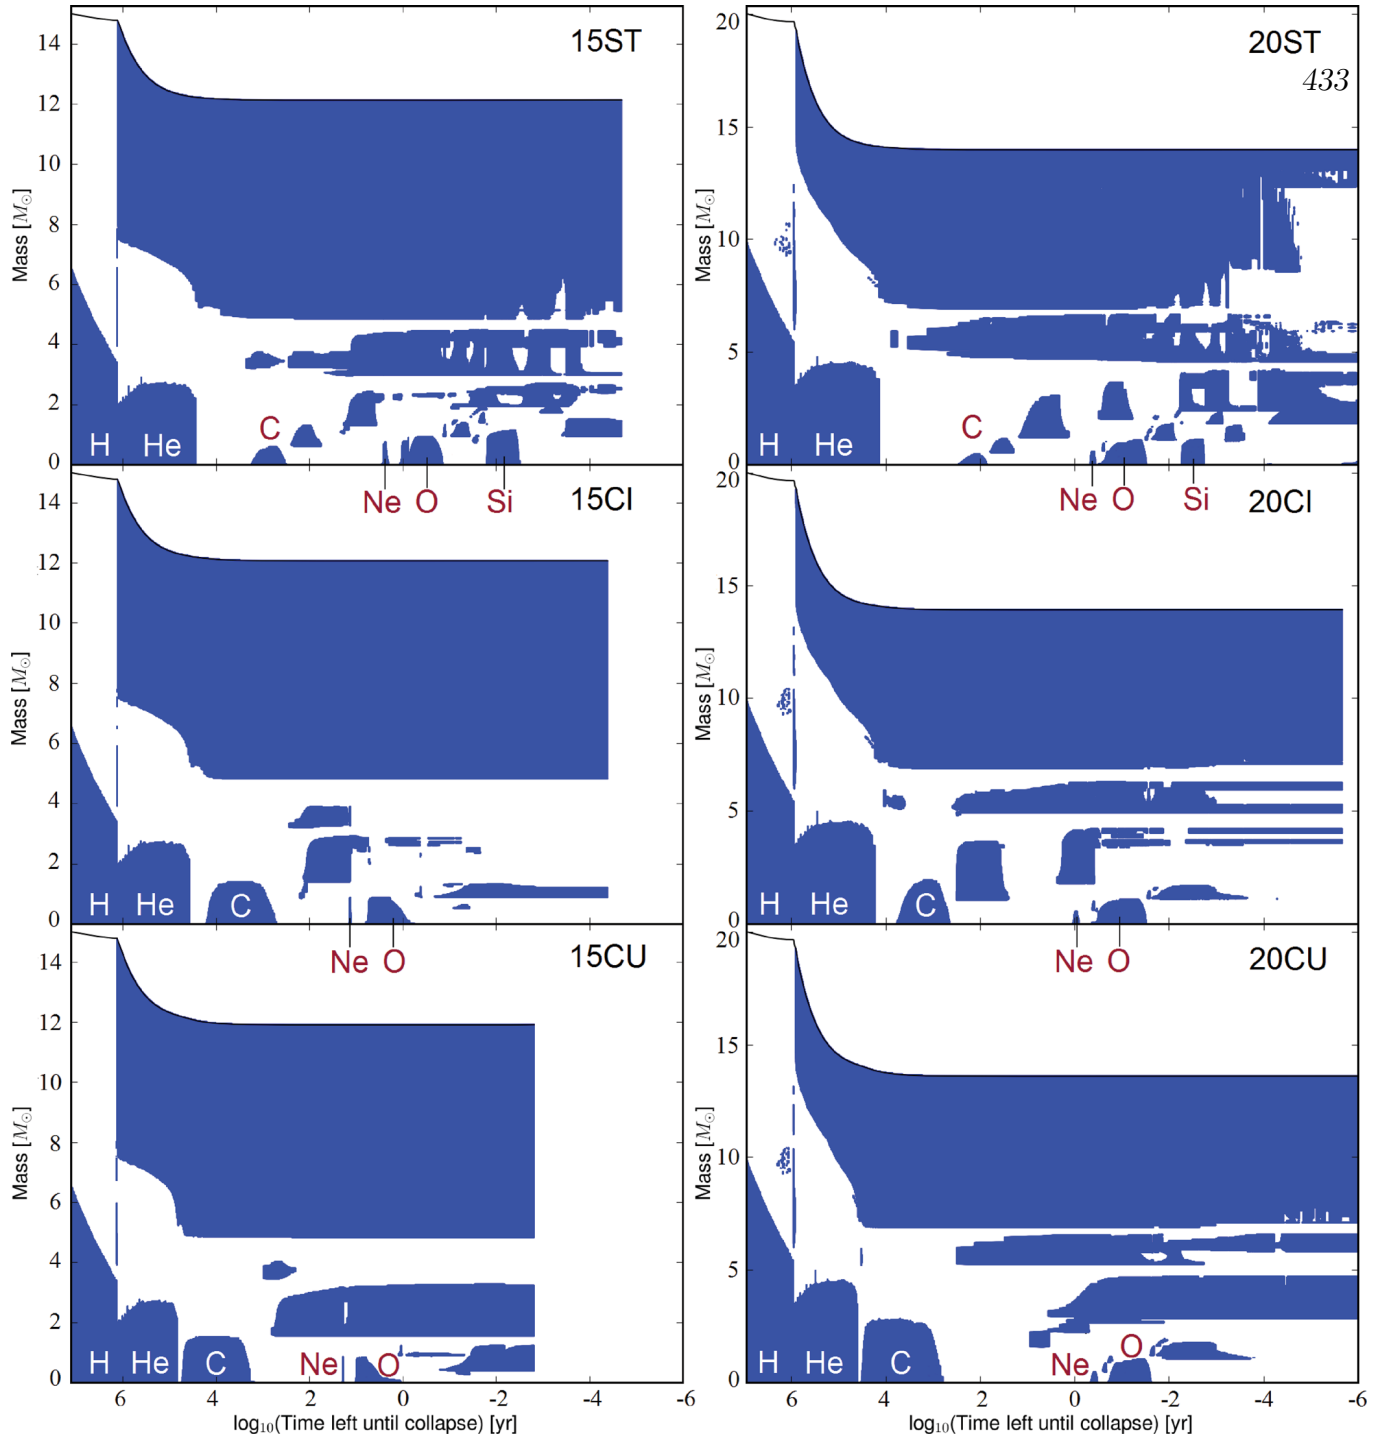 15ST
14
12
10
8
6
4
2
0
Mass [M⊙]
H He C
20ST
433
20
15
10
5
0
Mass [M⊙]
H He C
Ne O Si
15CI
14
12
10
8
6
4
2
0
Mass [M⊙]
H He C
Ne O Si
20CI
20
15
10
5
0
Mass [M⊙]
H He C
Ne O
15CU
14
12
10
8
6
4
2
0
Mass [M⊙]
H He C Ne O
6 4 2 0 -2 -4 -6
log10(Time left until collapse) [yr]
Ne O
20CU
20
15
10
5
0
Mass [M⊙]
H He C Ne O
6 4 2 0 -2 -4 -6
log10(Time left until collapse) [yr]